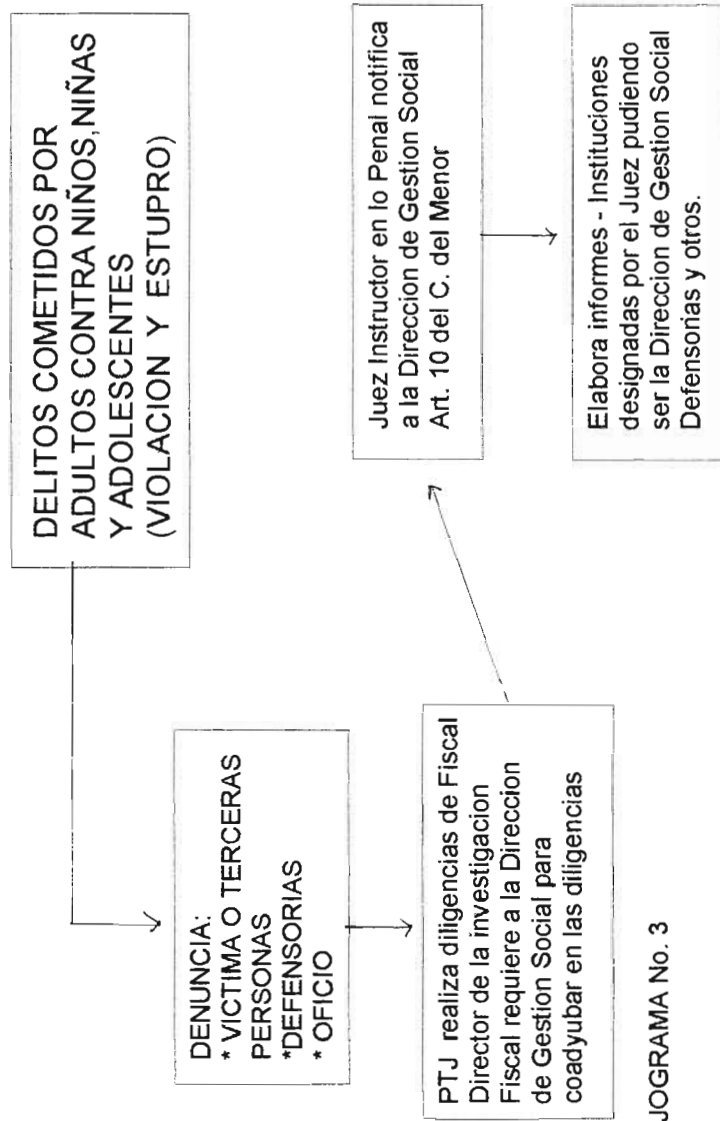 DELITOS COMETIDOS POR
ADULTOS CONTRA NIÑOS,NIÑAS
Y ADOLESCENTES
(VIOLACION Y ESTUPRO)
DENUNCIA:
* VICTIMA O TERCERAS
PERSONAS
*DEFENSORIAS
* OFICIO
PTJ realiza diligencias de Fiscal
Director de la investigacion
Fiscal requiere a la Direccion
de Gestion Social para
coadyubar en las diligencias
Juez Instructor en lo Penal notifica
a la Direccion de Gestion Social
Art. 10 del C. del Menor
Elabora informes - Instituciones
designadas por el Juez pudiendo
ser la Direccion de Gestion Social
Defensorias y otros.
JOGRAMA No. 3